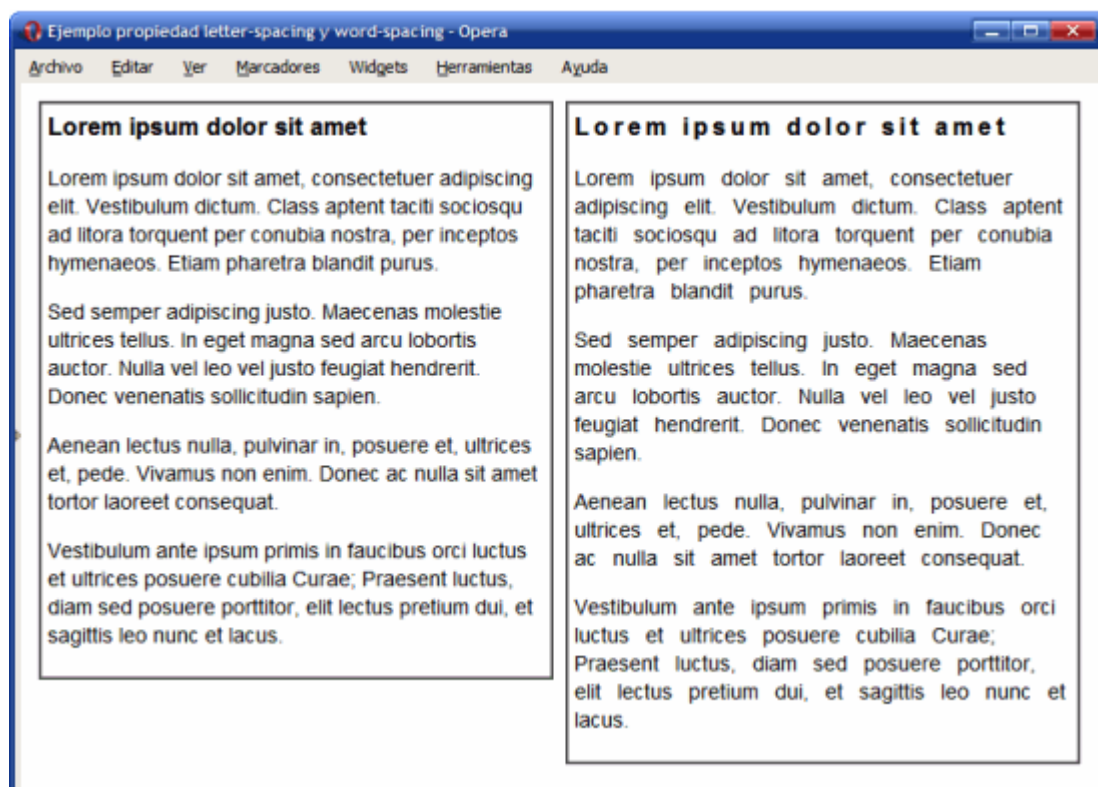 Ejemplo propiedad letter-spacing y word-spacing - Opera
Archivo Editar Ver Marcadores Widgets Herramientas Ayuda
Lorem ipsum dolor sit amet
Lorem ipsum dolor sit amet, consectetuer adipiscing
elit. Vestibulum dictum. Class aptent taciti sociosqu
ad litora torquent per conubia nostra, per inceptos
hymenaeos. Etiam pharetra blandit purus.
Sed semper adipiscing justo. Maecenas molestie
ultrices tellus. In eget magna sed arcu lobortis
auctor. Nulla vel leo vel justo feugiat hendrerit.
Donec venenatis sollicitudin sapien.
Aenean lectus nulla, pulvinar in, posuere et, ultrices
et, pede. Vivamus non enim. Donec ac nulla sit amet
tortor laoreet consequat.
Vestibulum ante ipsum primis in faucibus orci luctus
et ultrices posuere cubilia Curae; Praesent luctus,
diam sed posuere porttitor, elit lectus pretium dui, et
sagittis leo nunc et lacus.
Lorem ipsum dolor sit amet
Lorem ipsum dolor sit amet, consectetuer
adipiscing elit. Vestibulum dictum. Class aptent
taciti sociosqu ad litora torquent per conubia
nostra, per inceptos hymenaeos. Etiam
pharetra blandit purus.
Sed semper adipiscing justo. Maecenas
molestie ultrices tellus. In eget magna sed
arcu lobortis auctor. Nulla vel leo vel justo
feugiat hendrerit. Donec venenatis sollicitudin
sapien.
Aenean lectus nulla, pulvinar in, posuere et,
ultrices et, pede. Vivamus non enim. Donec
ac nulla sit amet tortor laoreet consequat.
Vestibulum ante ipsum primis in faucibus orci
luctus et ultrices posuere cubilia Curae;
Praesent luctus, diam sed posuere porttitor,
elit lectus pretium dui, et sagittis leo nunc et
lacus.